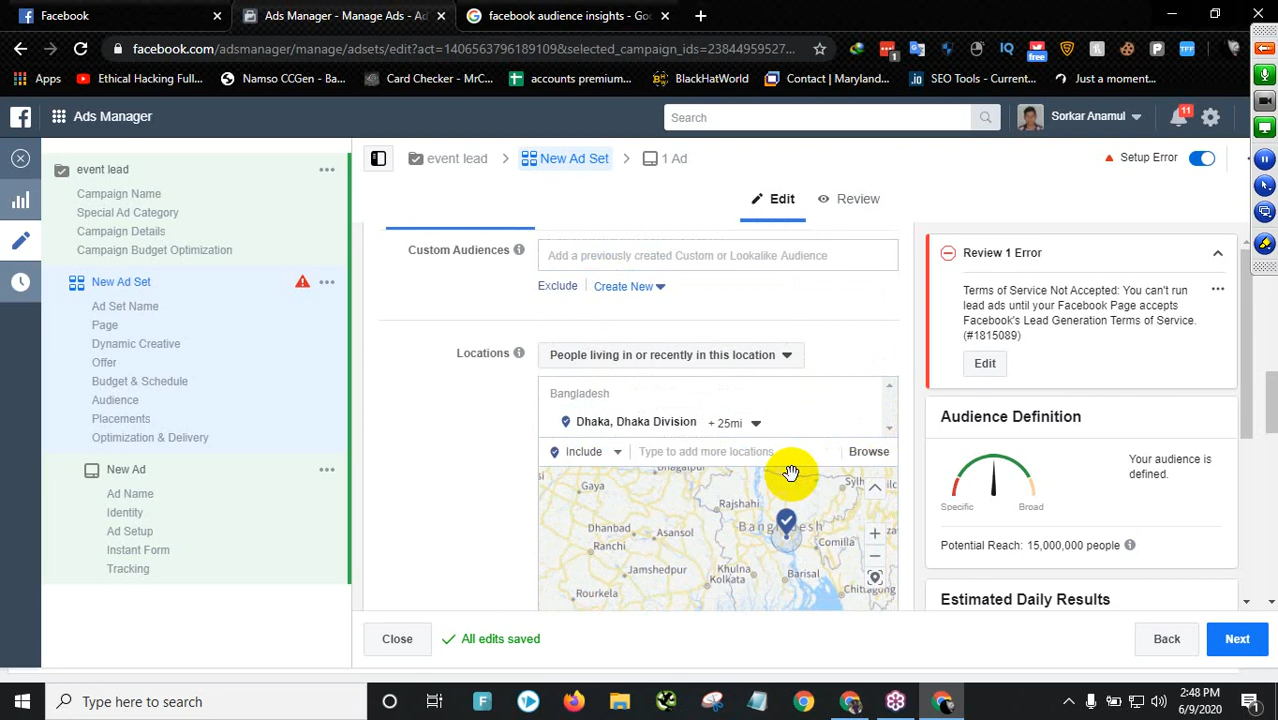 Facebook
Ads Manager - Manage Ads - Ad
facebook audience insights - Goo
facebook.com/adsmanager/manage/adsets/edit?act=1406563796189109&selected_campaign_ids=23844959527...
free
1
IQ
TFF
Apps
Ethical Hacking Full...
Namso CCGen - Ba...
Card Checker - MrC...
accounts premium...
BlackHatWorld
Contact | Maryland...
SEO Tools - Current...
Just a moment...
Ads Manager
Search
Sorkar Anamul
11
event lead
New Ad Set
1 Ad
Setup Error
Edit
Review
event lead
Campaign Name
Special Ad Category
Campaign Details
Campaign Budget Optimization
New Ad Set
Ad Set Name
Page
Dynamic Creative
Offer
Budget & Schedule
Audience
Placements
Optimization & Delivery
New Ad
Ad Name
Identity
Ad Setup
Instant Form
Tracking
Custom Audiences
Add a previously created Custom or Lookalike Audience
Exclude
Create New
Locations
People living in or recently in this location
Bangladesh
Dhaka, Dhaka Division + 25mi
Include
Type to add more locations
Browse
Gaya
Rajshahi
Dhanbad
Asansol
Bangladesh
Ranchi
Comilla
Jamshedpur
Khulna
Kolkata
Barisal
Rourkela
Chittagong
Review 1 Error
Terms of Service Not Accepted: You can't run
lead ads until your Facebook Page accepts
Facebook's Lead Generation Terms of Service.
(#1815089)
Edit
Audience Definition
Your audience is
defined.
Specific
Broad
Potential Reach: 15,000,000 people
Estimated Daily Results
Close
All edits saved
Back
Next
Type here to search
2:48 PM
6/9/2020
1